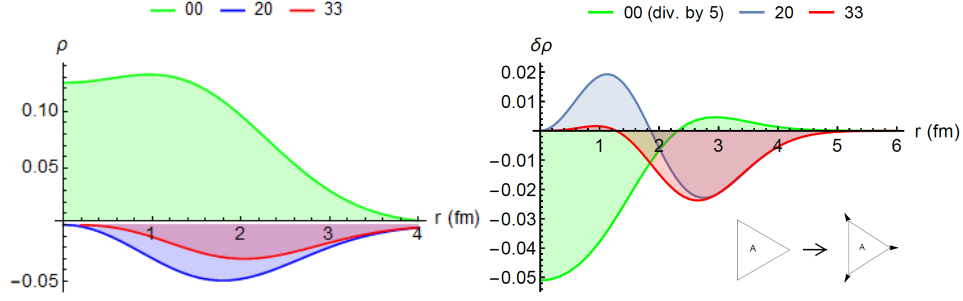 00 20 33
ρ
0.10
0.05
-0.05
1 2 3 4
r (fm)
00 (div. by 5) 20 33
δρ
0.02
0.01
-0.01
-0.02
-0.03
-0.04
-0.05
1 2 3 4 5 6
r (fm)
A A